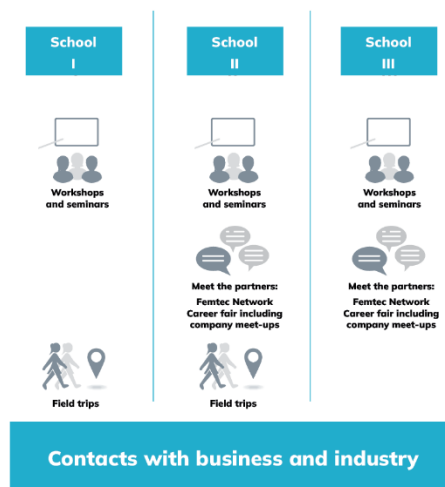 School
I
Workshops
and seminars
Field trips
School
II
Workshops
and seminars
Meet the partners:
Femtec Network
Career fair including
company meet-ups
Field trips
School
III
Workshops
and seminars
Meet the partners:
Femtec Network
Career fair including
company meet-ups
Contacts with business and industry